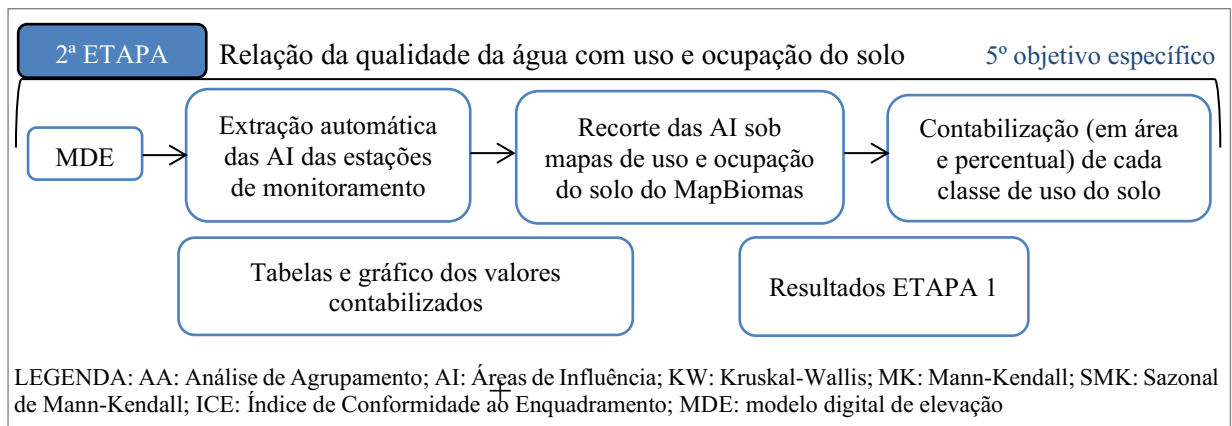 2ª ETAPA
Relação da qualidade da água com uso e ocupação do solo
5º objetivo específico
MDE
Extração automática
das AI das estações
de monitoramento
Recorte das AI sob
mapas de uso e ocupação
do solo do MapBiomas
Contabilização (em área
e percentual) de cada
classe de uso do solo
Tabelas e gráfico dos valores
contabilizados
Resultados ETAPA 1
LEGENDA: AA: Análise de Agrupamento; AI: Áreas de Influência; KW: Kruskal-Wallis; MK: Mann-Kendall; SMK: Sazonal
de Mann-Kendall; ICE: Índice de Conformidade ao Enquadramento; MDE: modelo digital de elevação